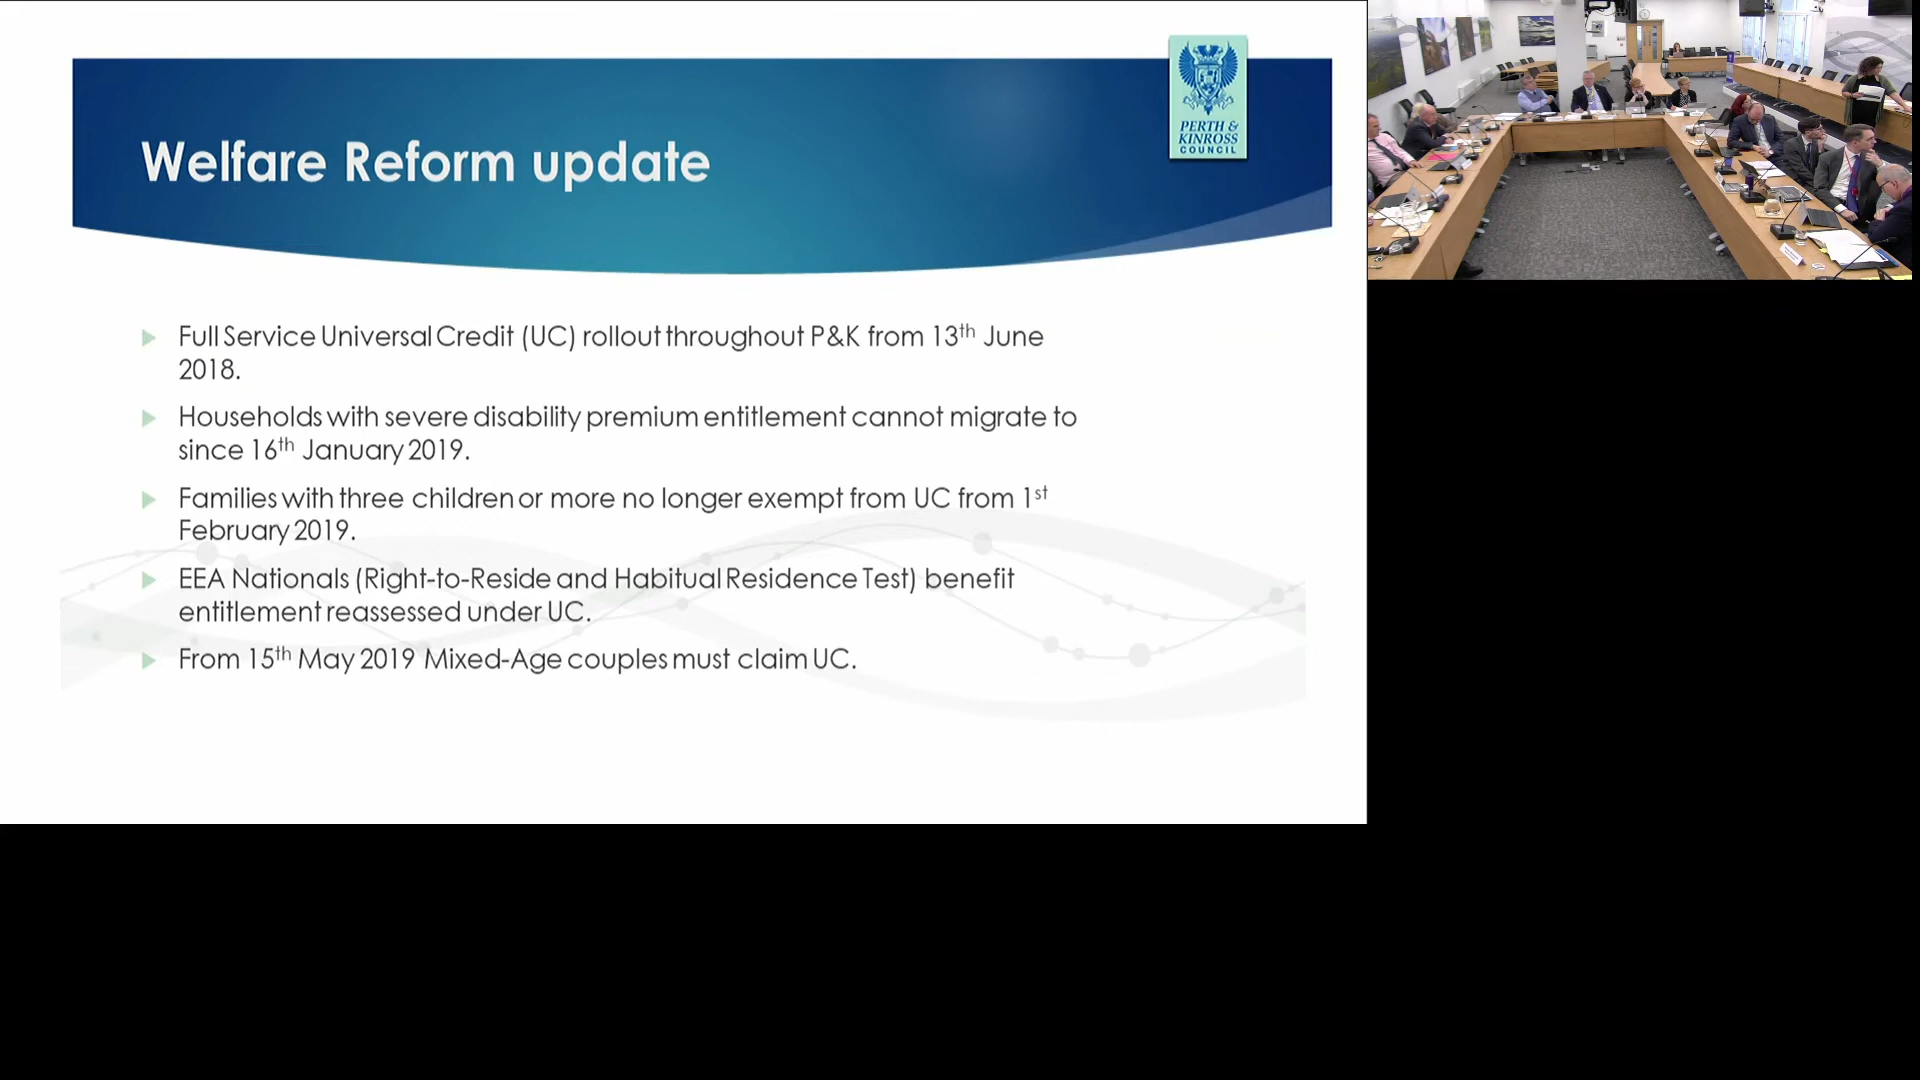 Welfare Reform update
PERTH &
KINROSS
COUNCIL
Full Service Universal Credit (UC) rollout throughout P&K from 13th June
2018.
Households with severe disability premium entitlement cannot migrate to
since 16th January 2019.
Families with three children or more no longer exempt from UC from 1st
February 2019.
EEA Nationals (Right-to-Reside and Habitual Residence Test) benefit
entitlement reassessed under UC.
From 15th May 2019 Mixed-Age couples must claim UC.